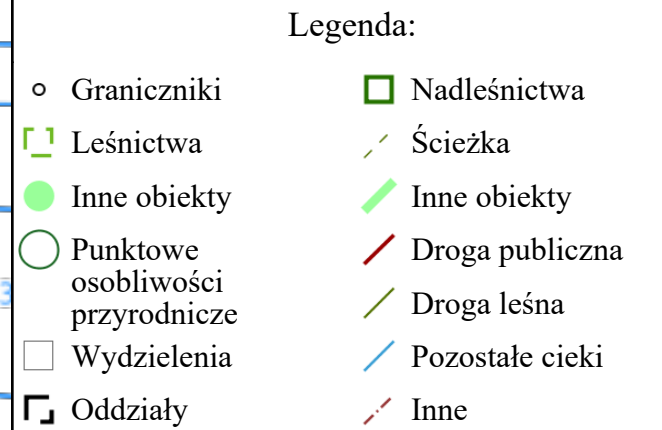 Legenda:
Graniczniki
Leśnictwa
Inne obiekty
Punktowe
osobliwości
przyrodnicze
Wydzielenia
Oddziały
Nadleśnictwa
Ścieżka
Inne obiekty
Droga publiczna
Droga leśna
Pozostałe cieki
Inne